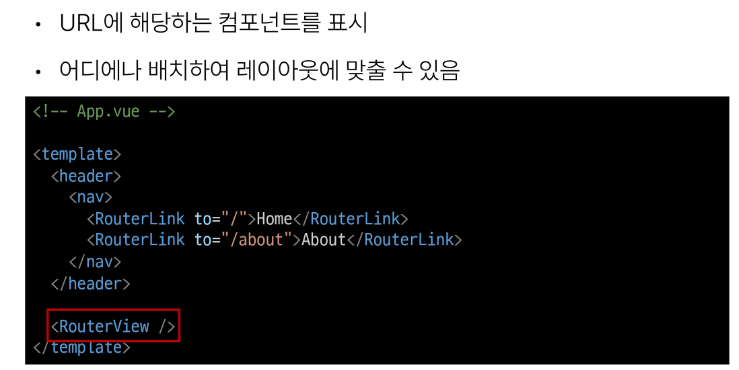 • URL에 해당하는 컴포넌트를 표시
• 어디에나 배치하여 레이아웃에 맞출 수 있음
<!-- App.vue -->
<template>
<header>
<nav>
<RouterLink to="/">Home</RouterLink>
<RouterLink to="/about">About</RouterLink>
</nav>
</header>
<RouterView />
</template>